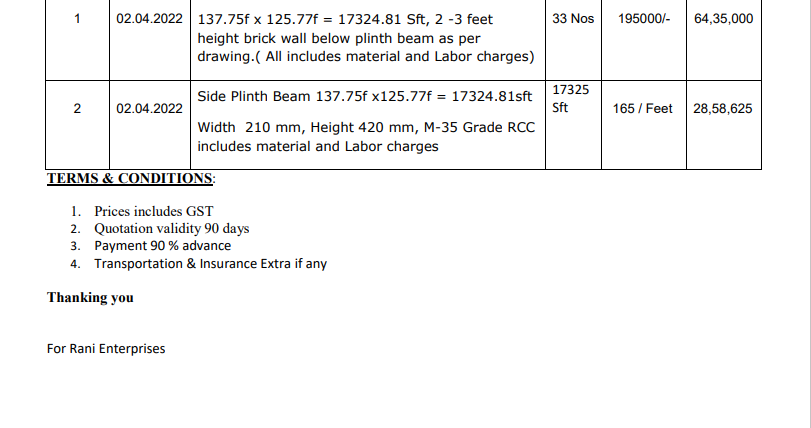 1 02.04.2022 137.75f x 125.77f = 17324.81 Sft, 2 -3 feet 33 Nos 195000/- 64,35,000
height brick wall below plinth beam as per
drawing.( All includes material and Labor charges)
Side Plinth Beam 137.75f x125.77f = 17324.81sft 17325
2 02.04.2022 Sft 165 / Feet 28,58,625
Width 210 mm, Height 420 mm, M-35 Grade RCC
includes material and Labor charges
TERMS & CONDITIONS:
1. Prices includes GST
2. Quotation validity 90 days
3. Payment 90 % advance
4. Transportation & Insurance Extra if any
Thanking you
For Rani Enterprises